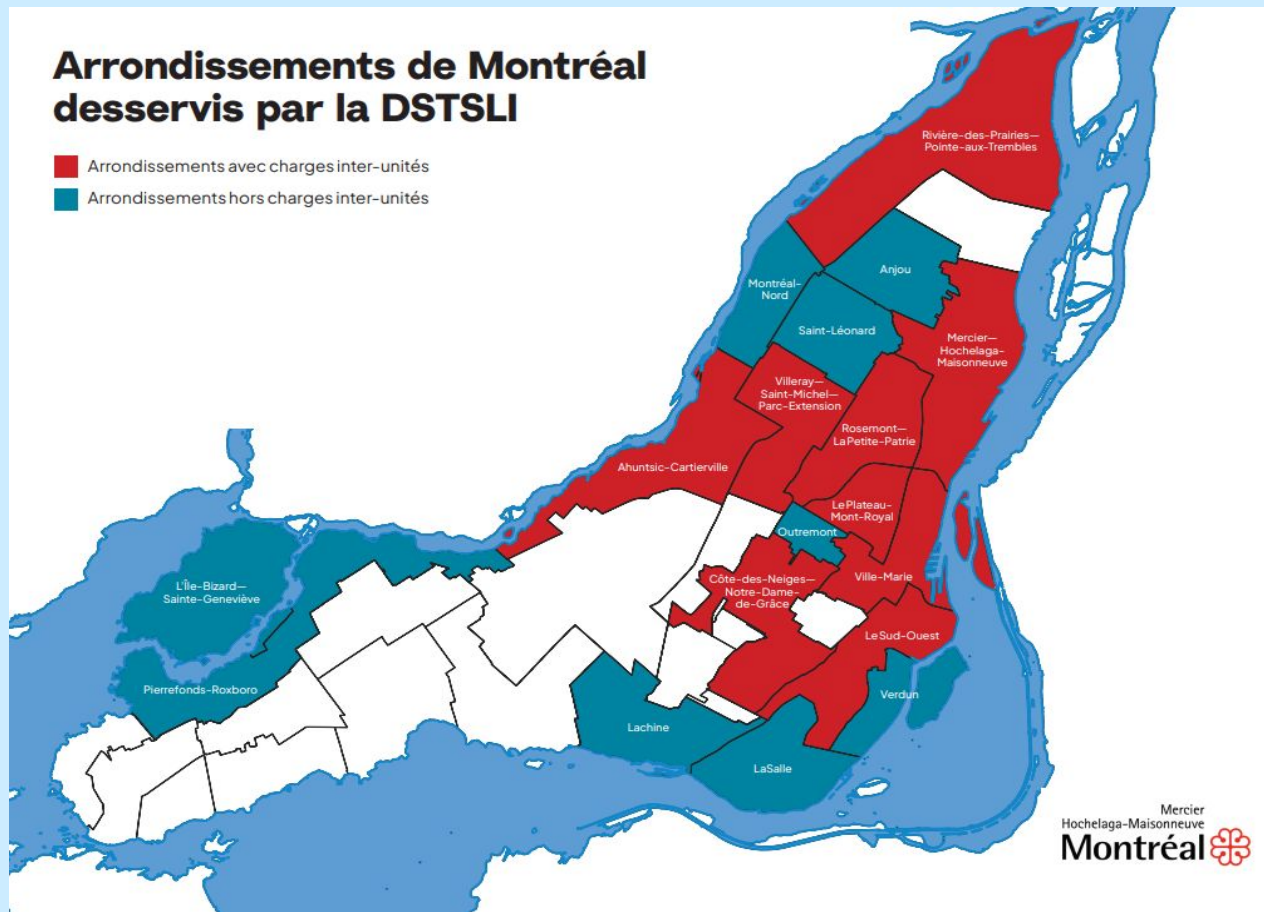 Arrondissements de Montréal
desservis par la DSTSLI
Arrondissements avec charges inter-unités
Arrondissements hors charges inter-unités
Rivière-des-Prairies—
Pointe-aux-Trembles
Anjou
Montréal-
Nord
Saint-Léonard
Mercier—
Hochelaga-
Maisonneuve
Villeray—
Saint-Michel—
Parc-Extension
Rosemont—
La Petite-Patrie
Ahuntsic-Cartierville
Le Plateau-
Mont-Royal
Outremont
L'Île-Bizard—
Sainte-Geneviève
Côte-des-Neiges—
Notre-Dame-
de-Grâce
Ville-Marie
Le Sud-Ouest
Pierrefonds-Roxboro
Verdun
Lachine
LaSalle
Mercier
Hochelaga-Maisonneuve
Montréal